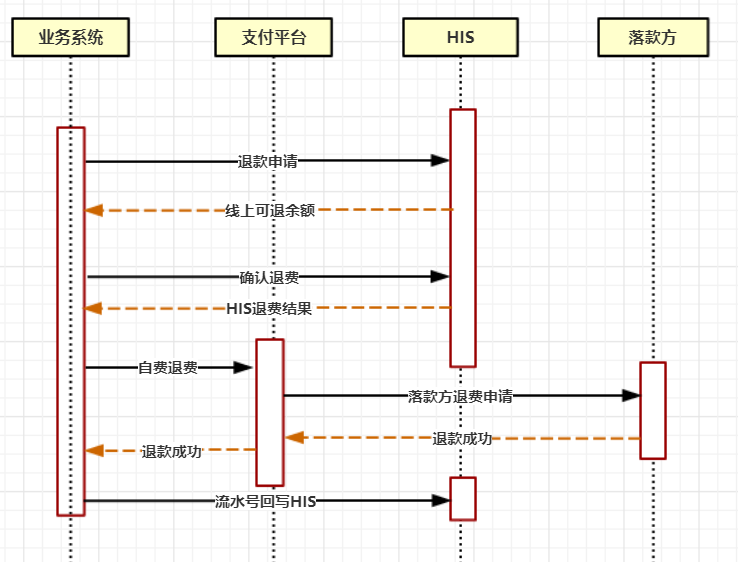 业务系统
支付平台
HIS
落款方
退款申请
线上可退余额
确认退费
HIS退费结果
自费退费
落款方退费申请
退款成功
退款成功
流水号回写HIS